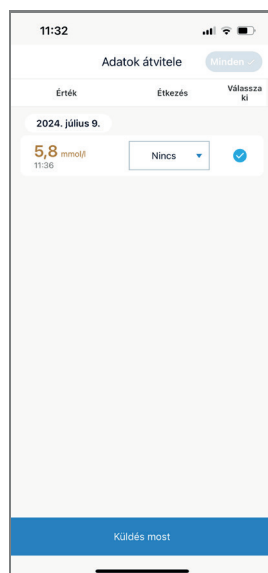 11:32
Adatok átvitele
Minden ✓
Érték
Étkezés
Válassza
ki
2024. július 9.
5,8 mmol/l
11:36
Nincs
Küldés most